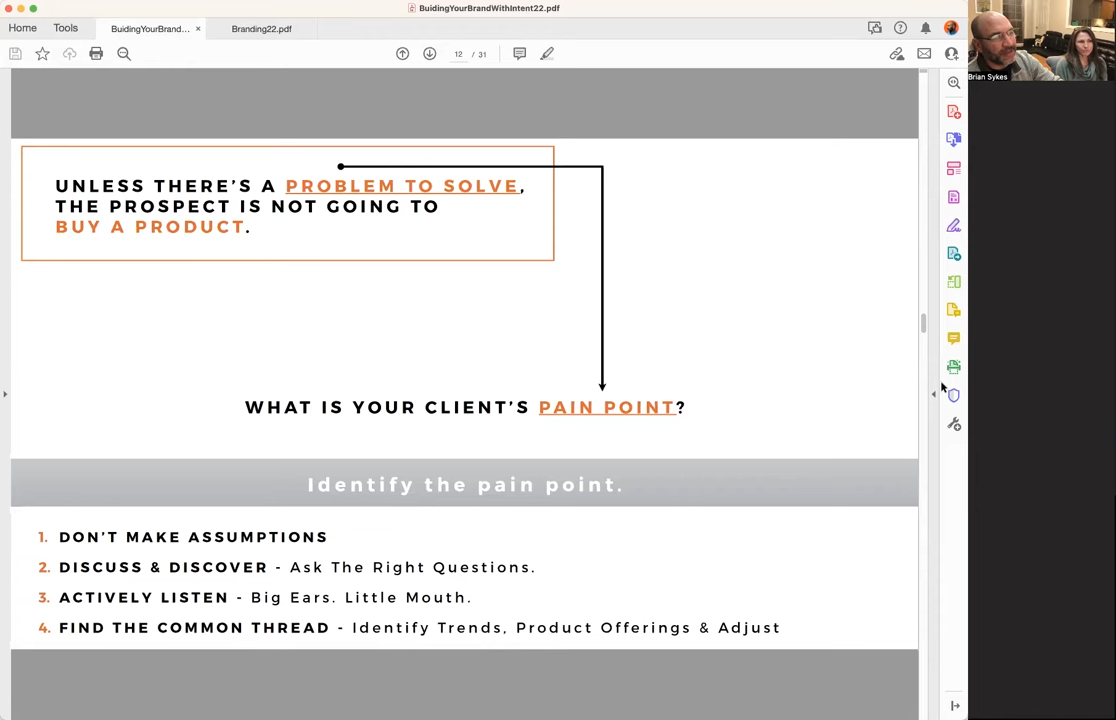 BuidingYourBrandWithIntent22.pdf
Home Tools BuidingYourBrand... × Branding22.pdf
12 / 31
Brian Sykes
UNLESS THERE'S A PROBLEM TO SOLVE,
THE PROSPECT IS NOT GOING TO
BUY A PRODUCT.
WHAT IS YOUR CLIENT'S PAIN POINT?
Identify the pain point.
1. DON'T MAKE ASSUMPTIONS
2. DISCUSS & DISCOVER - Ask The Right Questions.
3. ACTIVELY LISTEN - Big Ears. Little Mouth.
4. FIND THE COMMON THREAD - Identify Trends, Product Offerings & Adjust